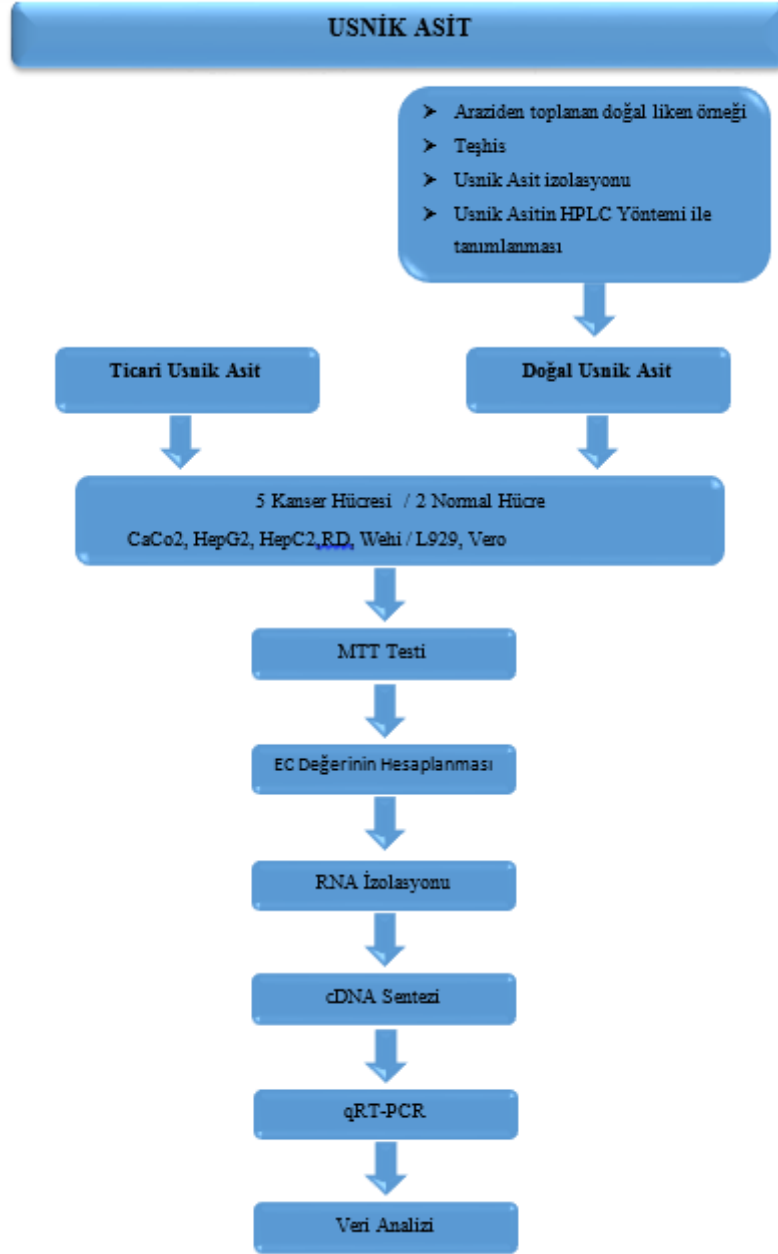 USNİK ASİT
➤ Araziden toplanan doğal liken örneği
➤ Teşhis
➤ Usnik Asit izolasyonu
➤ Usnik Asitin HPLC Yöntemi ile
tanımlanması
Ticari Usnik Asit
Doğal Usnik Asit
5 Kanser Hücresi / 2 Normal Hücre
CaCo2, HepG2, HepC2,RD, Wehi / L929, Vero
MTT Testi
EC Değerinin Hesaplanması
RNA İzolasyonu
cDNA Sentezi
qRT-PCR
Veri Analizi